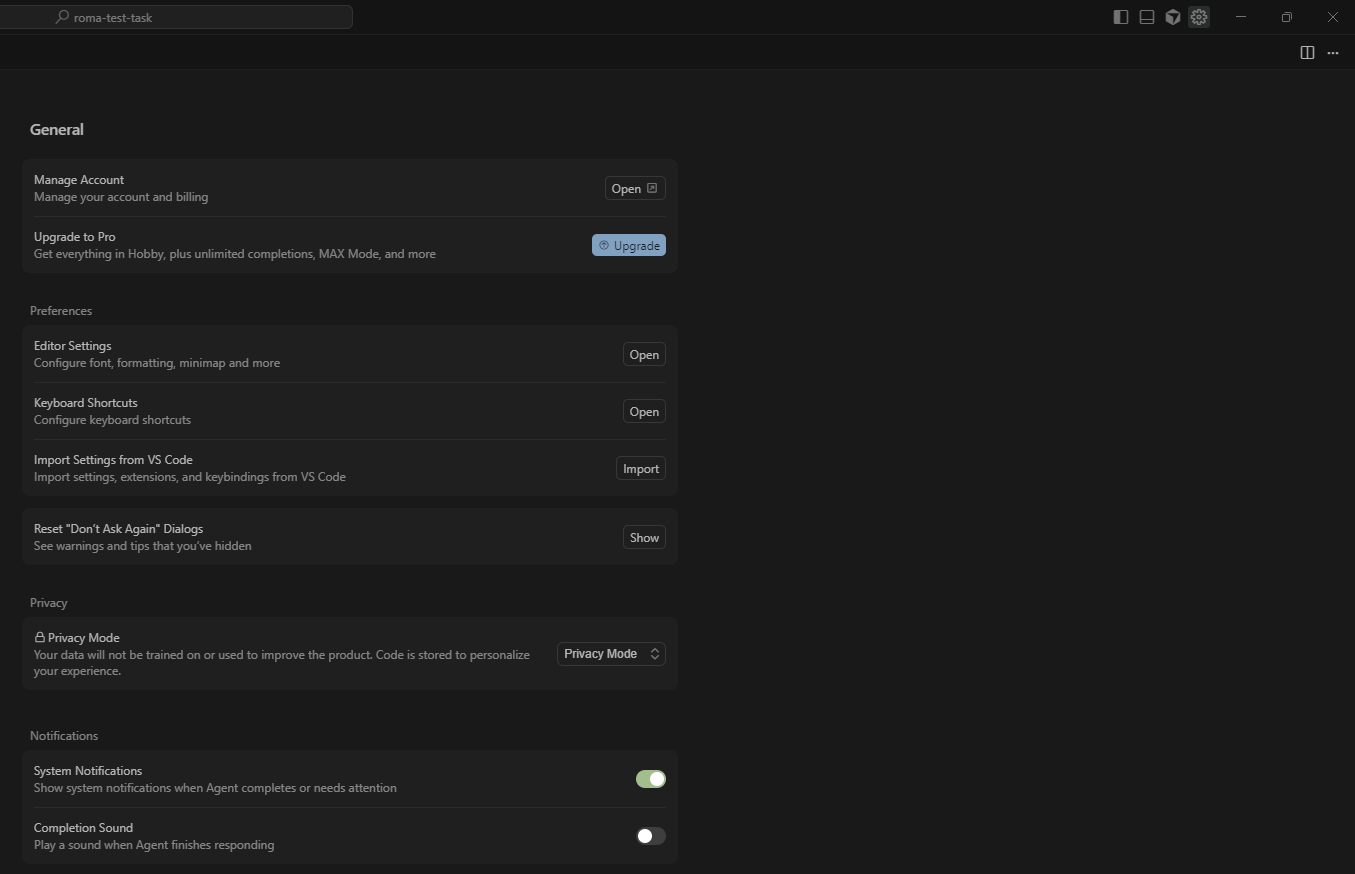 roma-test-task
General
Manage Account
Manage your account and billing
Open
Upgrade to Pro
Get everything in Hobby, plus unlimited completions, MAX Mode, and more
Upgrade
Preferences
Editor Settings
Configure font, formatting, minimap and more
Open
Keyboard Shortcuts
Configure keyboard shortcuts
Open
Import Settings from VS Code
Import settings, extensions, and keybindings from VS Code
Import
Reset "Don't Ask Again" Dialogs
See warnings and tips that you've hidden
Show
Privacy
Privacy Mode
Your data will not be trained on or used to improve the product. Code is stored to personalize
your experience.
Privacy Mode
Notifications
System Notifications
Show system notifications when Agent completes or needs attention
Completion Sound
Play a sound when Agent finishes responding